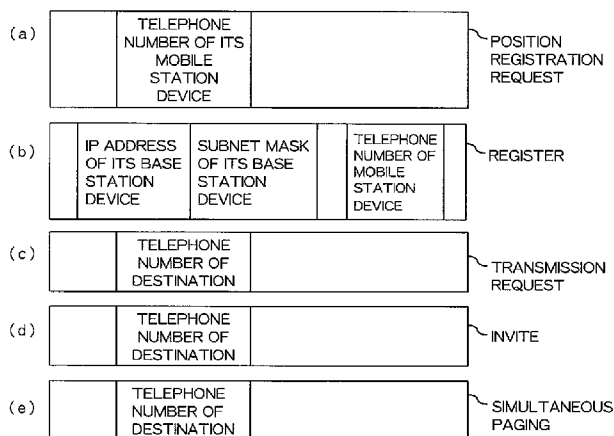 (a)
TELEPHONE
NUMBER OF ITS
MOBILE
STATION
DEVICE
POSITION
REGISTRATION
REQUEST
(b)
IP ADDRESS
OF ITS BASE
STATION
DEVICE
SUBNET MASK
OF ITS BASE
STATION
DEVICE
TELEPHONE
NUMBER OF
MOBILE
STATION
DEVICE
REGISTER
(c)
TELEPHONE
NUMBER OF
DESTINATION
TRANSMISSION
REQUEST
(d)
TELEPHONE
NUMBER OF
DESTINATION
INVITE
(e)
TELEPHONE
NUMBER OF
DESTINATION
SIMULTANEOUS
PAGING